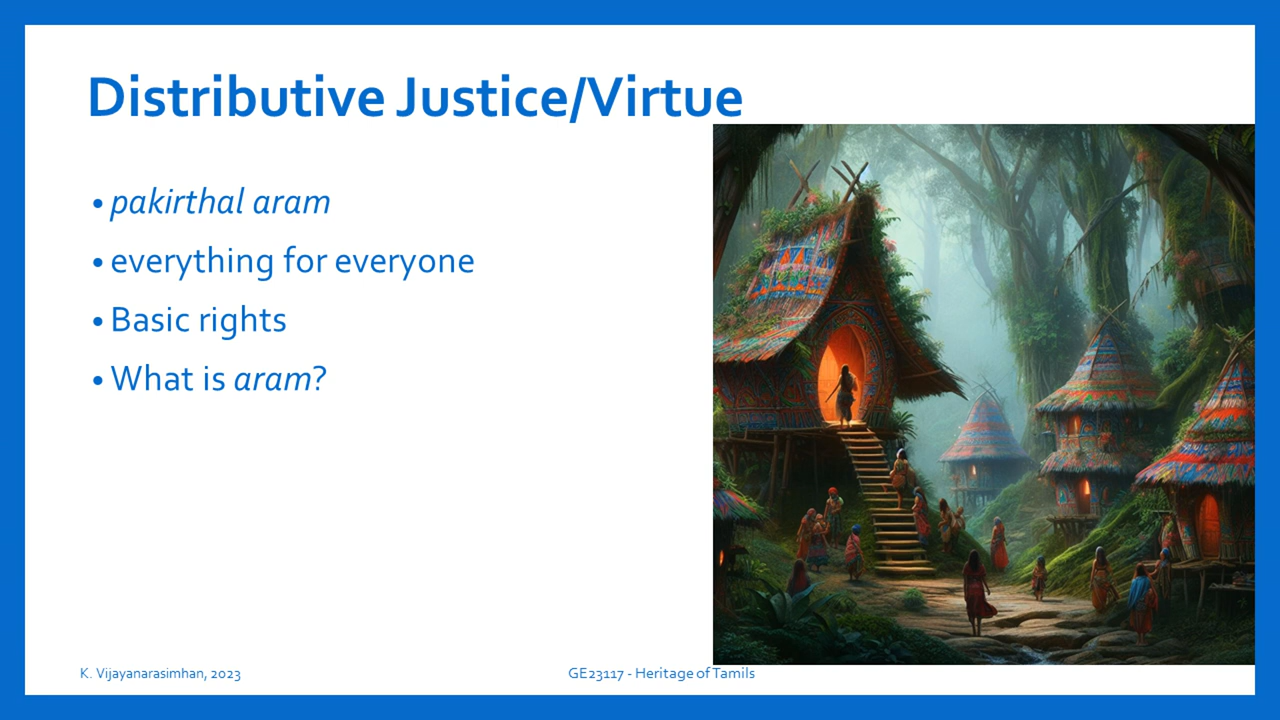 Distributive Justice/Virtue
• pakirthal aram
• everything for everyone
• Basic rights
• What is aram?
K. Vijayanarasimhan, 2023
GE23117 - Heritage of Tamils